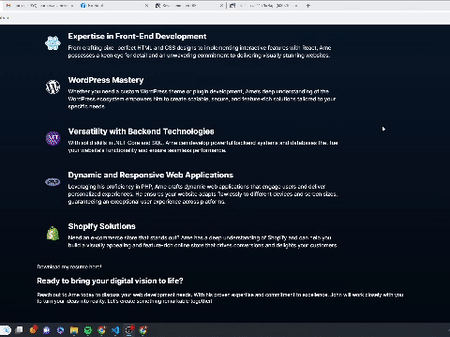 Expertise in Front-End Development
From crafting pixel-perfect HTML and CSS designs to implementing interactive features with React, Arne
possesses a keen eye for detail and an unwavering commitment to delivering visually stunning websites.
WordPress Mastery
Whether you need a custom WordPress theme or plugin development, Arne's deep understanding of the
WordPress ecosystem empowers him to create scalable, secure, and feature-rich solutions tailored to your
specific needs.
Versatility with Backend Technologies
With solid skills in .NET Core and SQL, Arne can develop powerful backend systems and databases that fuel
your website's functionality and ensure seamless performance.
Dynamic and Responsive Web Applications
Leveraging his proficiency in PHP, Arne crafts dynamic web applications that engage users and deliver
personalized experiences. He ensures your website adapts flawlessly to different devices and screen sizes,
guaranteeing an exceptional user experience across platforms.
Shopify Solutions
Need an e-commerce store that stands out? Arne has a deep understanding of Shopify and can help you
build a visually appealing and feature-rich online store that drives conversions and delights your customers.
Download my resume here!
Ready to bring your digital vision to life?
Reach out to Arne today to discuss your web development needs. With his proven expertise and commitment to excellence, John will work closely with you
to turn your ideas into reality. Let's create something remarkable together!